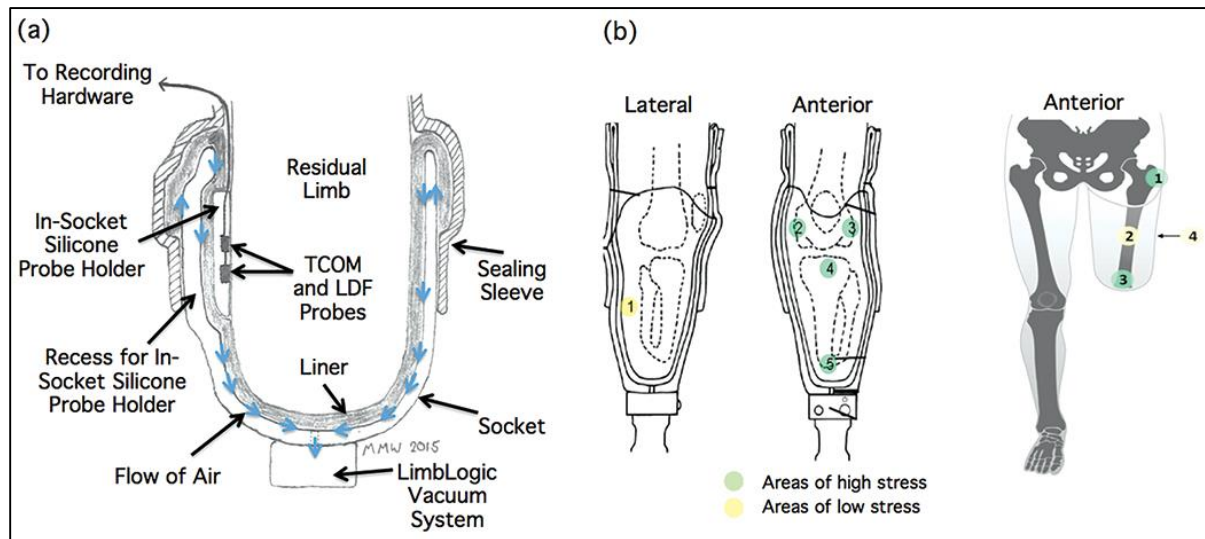 (a)
To Recording
Hardware
Residual
Limb
In-Socket
Silicone
Probe Holder
TCOM
and LDF
Probes
Sealing
Sleeve
Recess for In-
Socket Silicone
Probe Holder
Liner
Socket
MMW 2015
Flow of Air
LimbLogic
Vacuum
System
(b)
Lateral
Anterior
Anterior
1
2
3
4
5
1
2
4
3
Areas of high stress
Areas of low stress